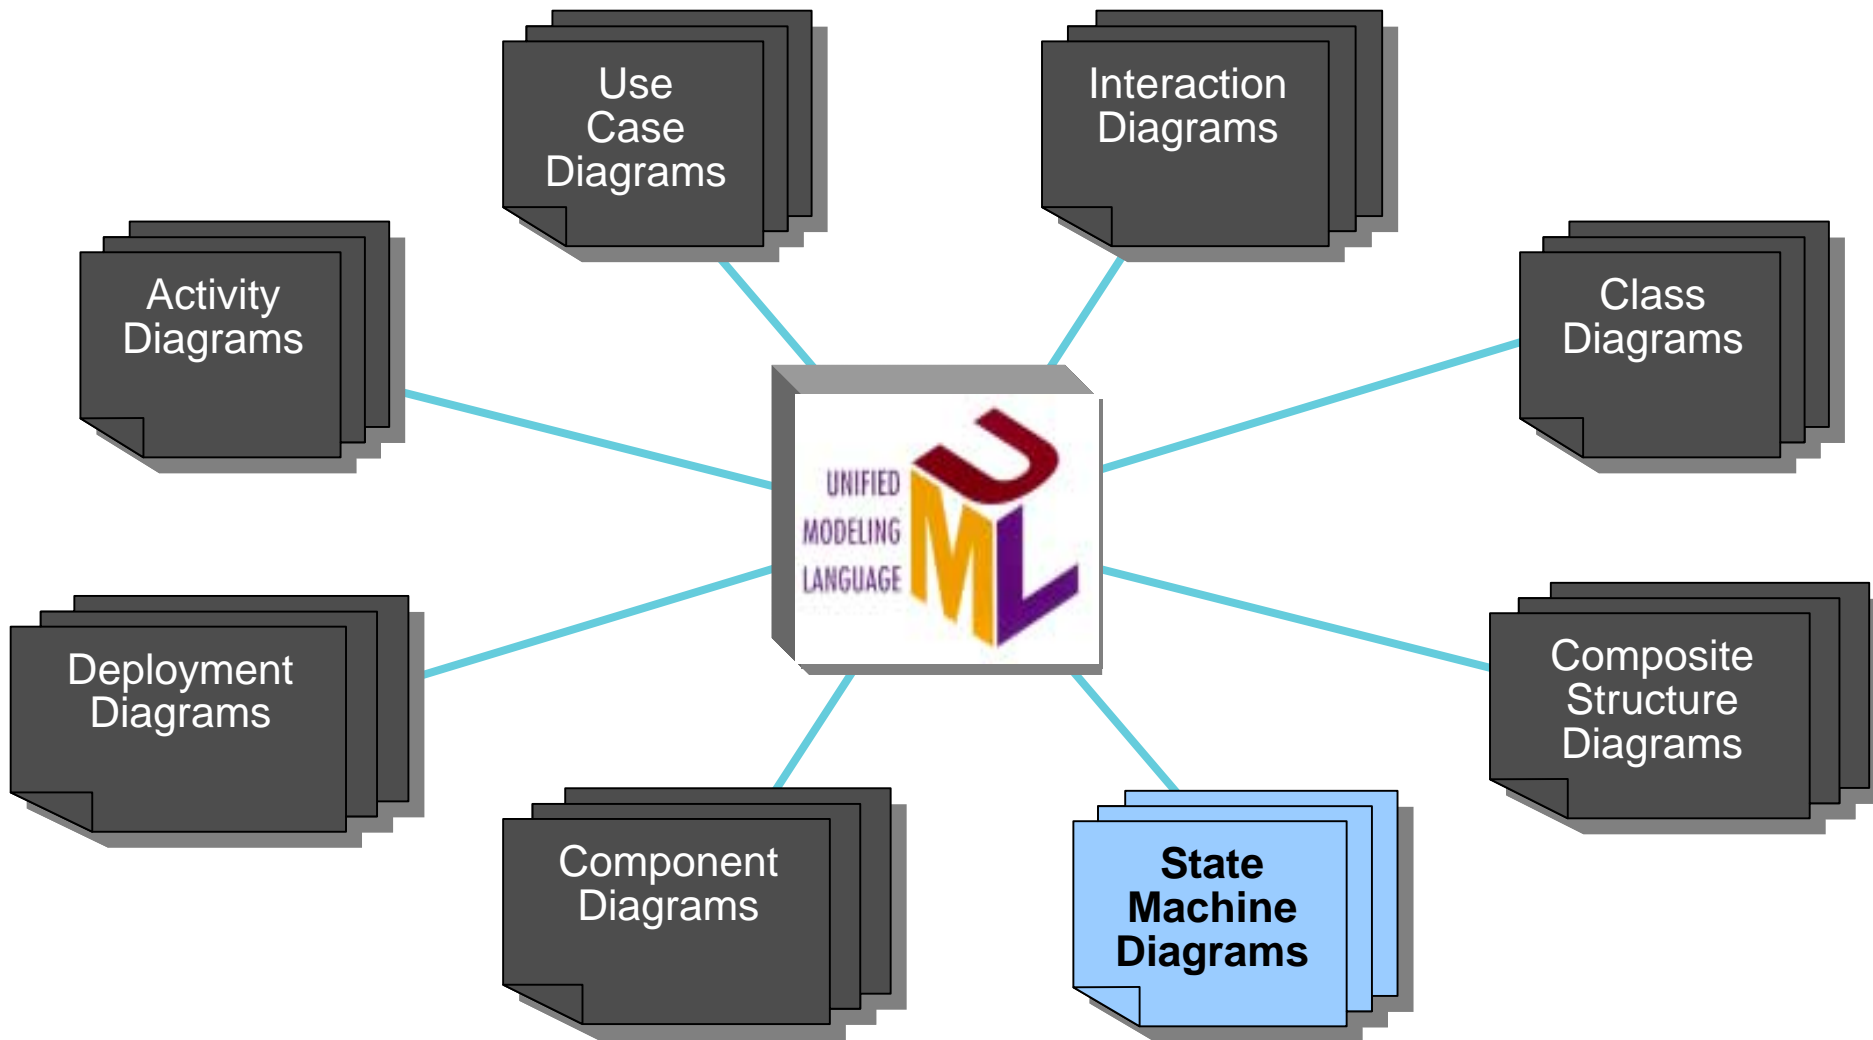 Use
Case
Diagrams
Interaction
Diagrams
Activity
Diagrams
Class
Diagrams
UNIFIED
MODELING
LANGUAGE
UML
Deployment
Diagrams
Composite
Structure
Diagrams
Component
Diagrams
State
Machine
Diagrams